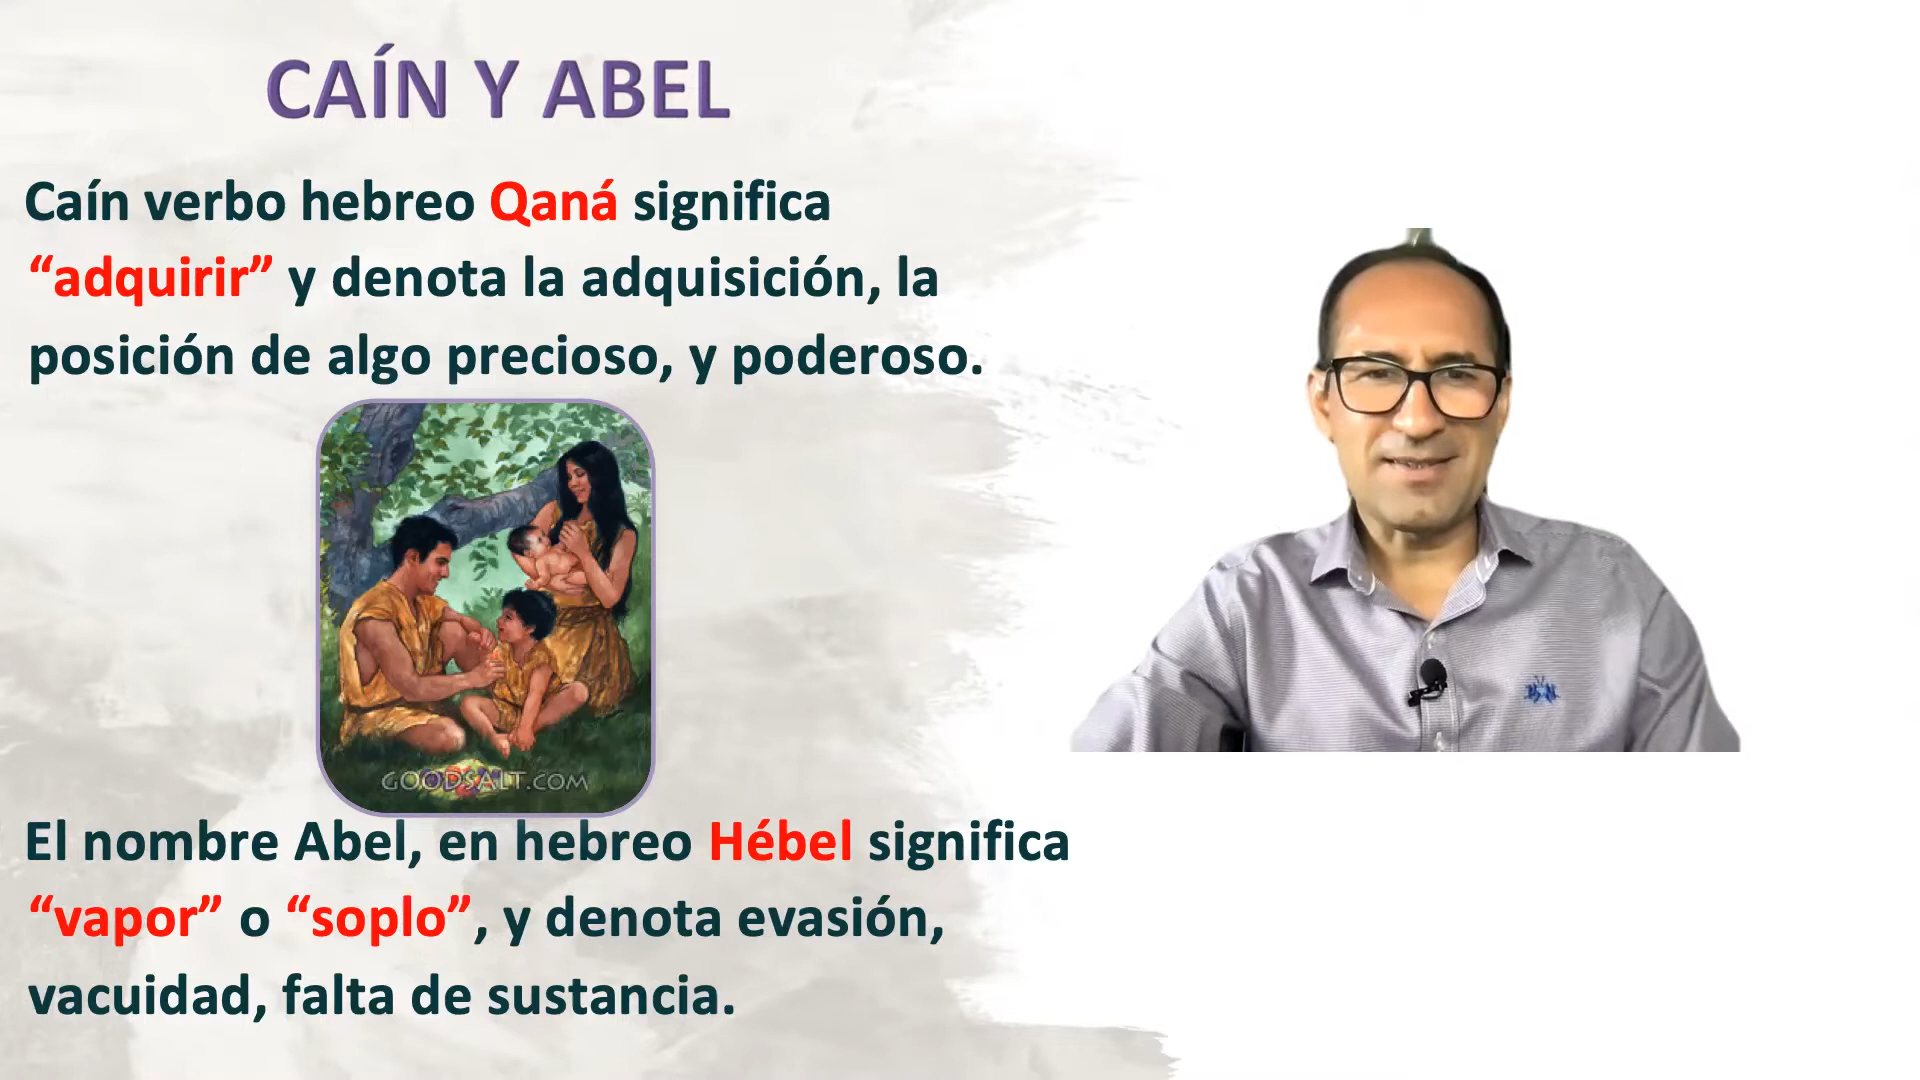 CAÍN Y ABEL
Caín verbo hebreo Qaná significa
“adquirir” y denota la adquisición, la
posición de algo precioso, y poderoso.
GOODSALT.COM
El nombre Abel, en hebreo Hébel significa
“vapor” o “soplo”, y denota evasión,
vacuidad, falta de sustancia.